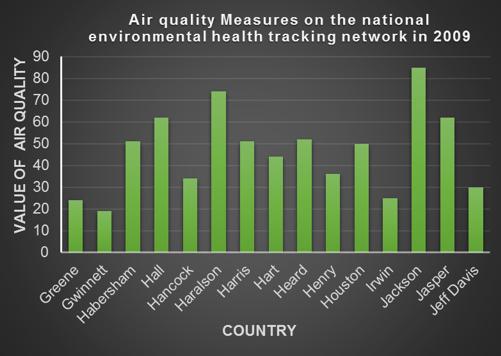 Air quality Measures on the national
environmental health tracking network in 2009
VALUE OF AIR QUALITY
90
80
70
60
50
40
30
20
10
0
Greene
Gwinnett
Habersham
Hall
Hancock
Haralson
Harris
Hart
Heard
Henry
Houston
Irwin
Jackson
Jasper
Jeff Davis
COUNTRY